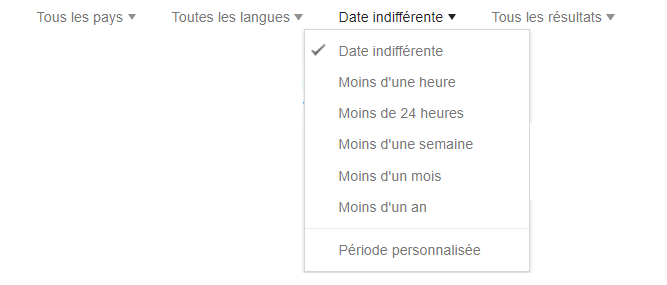 Tous les pays Toutes les langues Date indifférente Tous les résultats
Date indifférente
Moins d'une heure
Moins de 24 heures
Moins d'une semaine
Moins d'un mois
Moins d'un an
Période personnalisée